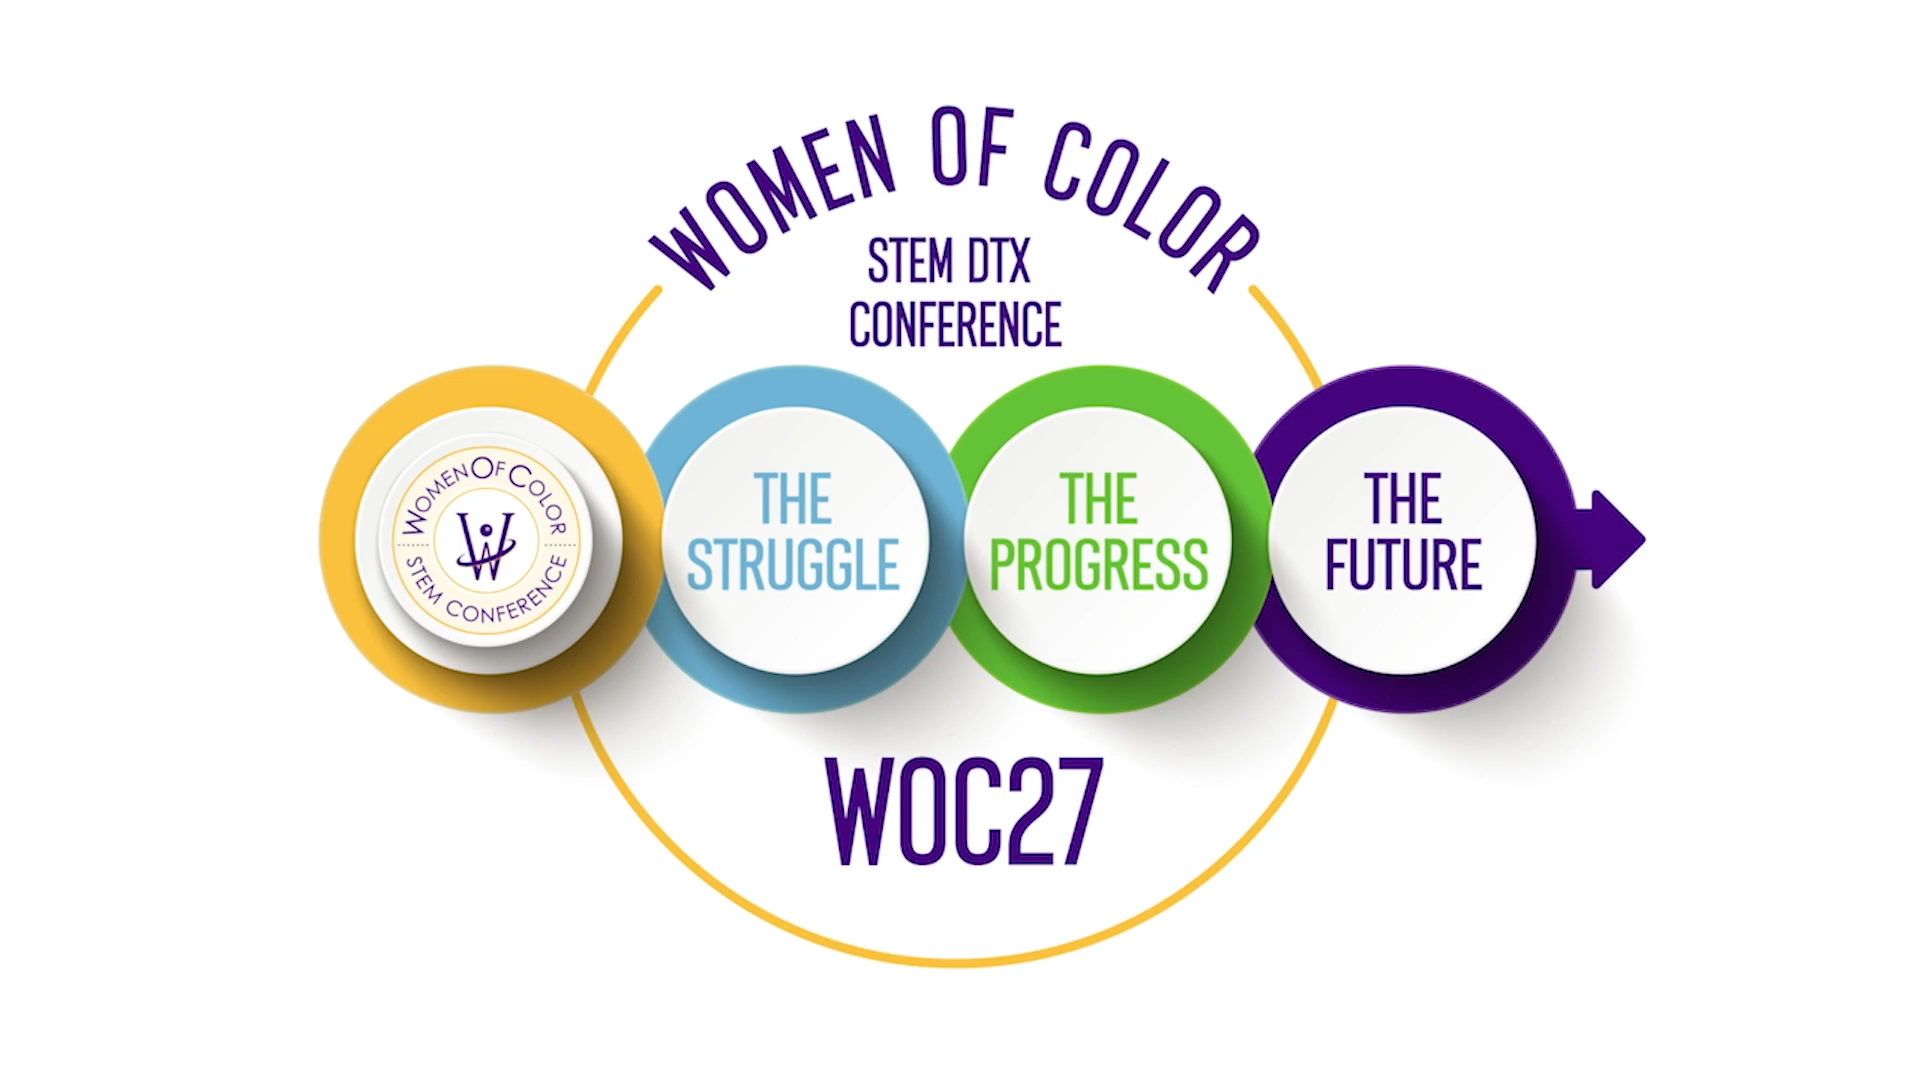 WOMEN OF COLOR
STEM DTX
CONFERENCE
WOMEN OF COLOR
W
STEM CONFERENCE
THE
STRUGGLE
THE
PROGRESS
THE
FUTURE
WOC27